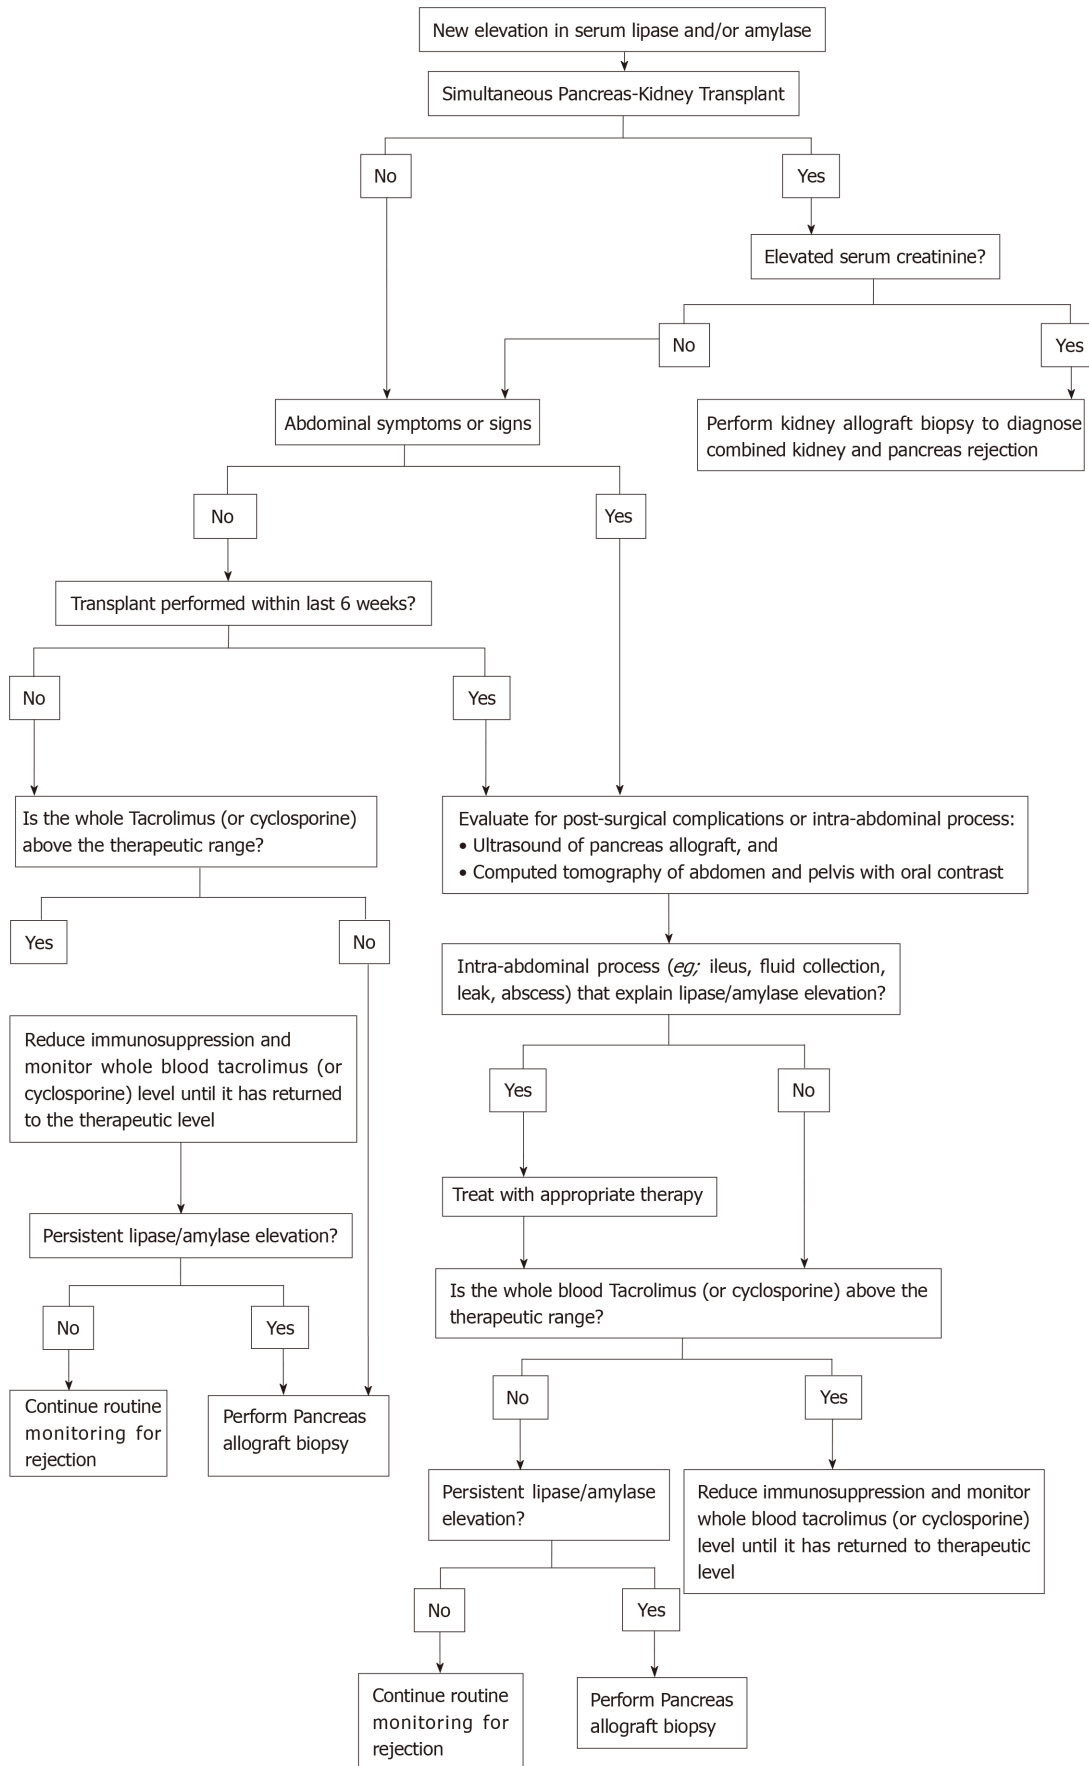 New elevation in serum lipase and/or amylase
Simultaneous Pancreas-Kidney Transplant
No
Yes
Elevated serum creatinine?
No
Yes
Abdominal symptoms or signs
Perform kidney allograft biopsy to diagnose
combined kidney and pancreas rejection
No
Yes
Transplant performed within last 6 weeks?
No
Yes
Is the whole Tacrolimus (or cyclosporine)
above the therapeutic range?
Evaluate for post-surgical complications or intra-abdominal process:
• Ultrasound of pancreas allograft, and
• Computed tomography of abdomen and pelvis with oral contrast
Yes
No
Intra-abdominal process (eg; ileus, fluid collection,
leak, abscess) that explain lipase/amylase elevation?
Reduce immunosuppression and
monitor whole blood tacrolimus (or
cyclosporine) level until it has returned
to the therapeutic level
Yes
No
Treat with appropriate therapy
Persistent lipase/amylase elevation?
Is the whole blood Tacrolimus (or cyclosporine) above the
therapeutic range?
No
Yes
No
Yes
Continue routine
monitoring for
rejection
Perform Pancreas
allograft biopsy
Persistent lipase/amylase
elevation?
Reduce immunosuppression and monitor
whole blood tacrolimus (or cyclosporine)
level until it has returned to therapeutic
level
No
Yes
Continue routine
monitoring for
rejection
Perform Pancreas
allograft biopsy